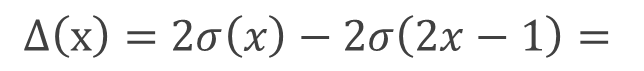 Δ(x) = 2σ(x) − 2σ(2x − 1) =